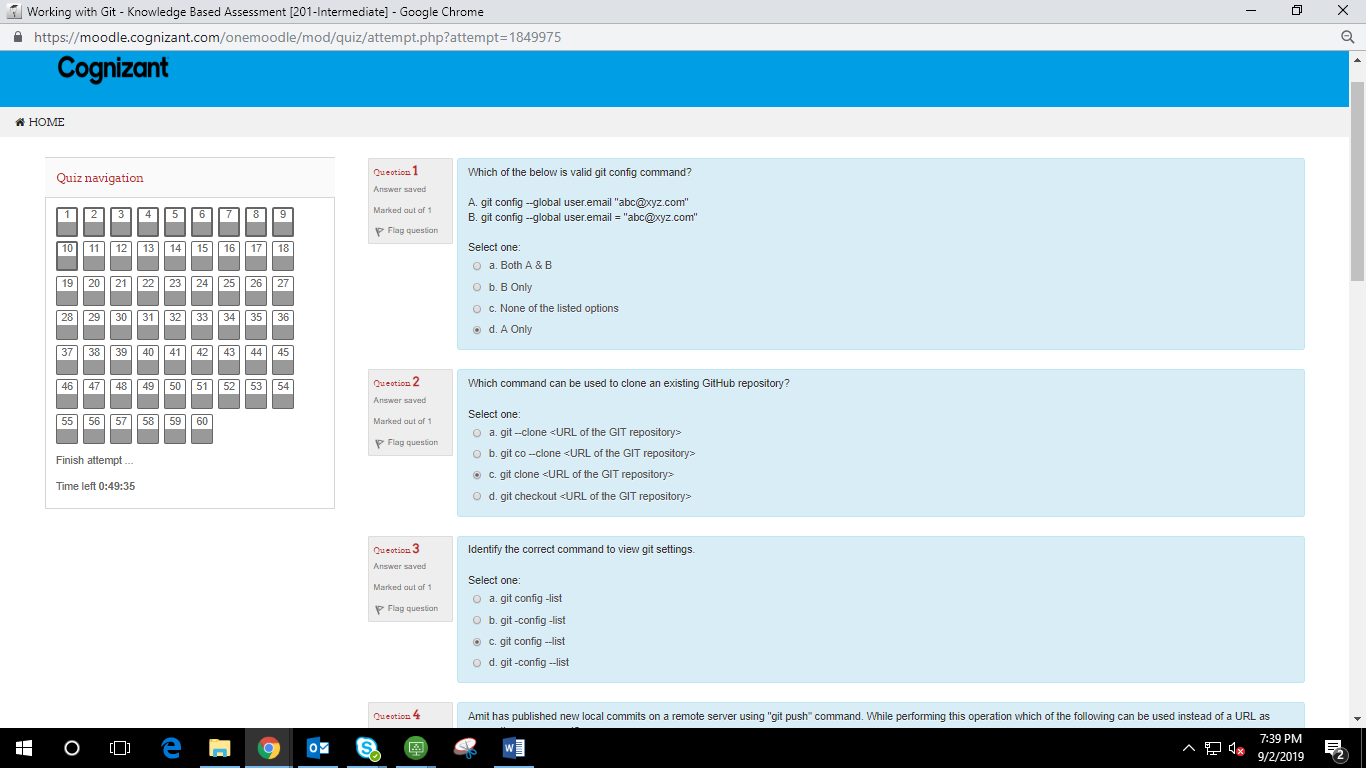 Working with Git - Knowledge Based Assessment [201-Intermediate] - Google Chrome
https://moodle.cognizant.com/onemoodle/mod/quiz/attempt.php?attempt=1849975
Cognizant
HOME
Quiz navigation
1 2 3 4 5 6 7 8 9
10 11 12 13 14 15 16 17 18
19 20 21 22 23 24 25 26 27
28 29 30 31 32 33 34 35 36
37 38 39 40 41 42 43 44 45
46 47 48 49 50 51 52 53 54
55 56 57 58 59 60
Finish attempt ...
Time left 0:49:35
Question 1
Answer saved
Marked out of 1
Flag question
Which of the below is valid git config command?
A. git config --global user.email "abc@xyz.com"
B. git config --global user.email = "abc@xyz.com"
Select one:
a. Both A & B
b. B Only
c. None of the listed options
d. A Only
Question 2
Answer saved
Marked out of 1
Flag question
Which command can be used to clone an existing GitHub repository?
Select one:
a. git --clone <URL of the GIT repository>
b. git co --clone <URL of the GIT repository>
c. git clone <URL of the GIT repository>
d. git checkout <URL of the GIT repository>
Question 3
Answer saved
Marked out of 1
Flag question
Identify the correct command to view git settings.
Select one:
a. git config -list
b. git -config -list
c. git config --list
d. git -config --list
Question 4
Amit has published new local commits on a remote server using "git push" command. While performing this operation which of the following can be used instead of a URL as
7:39 PM
9/2/2019
2